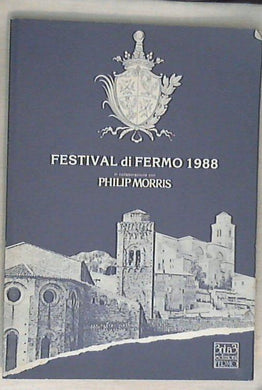 FESTIVAL di FERMO 1988
in collaborazione con
PHILIP MORRIS